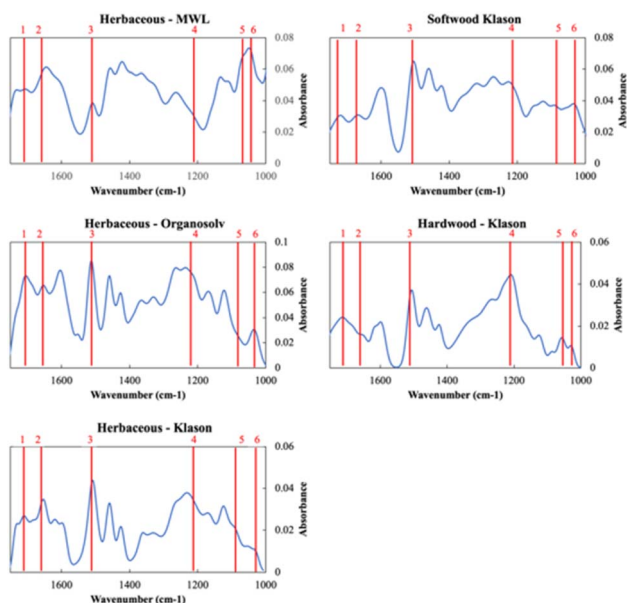 Herbaceous - MWL
1 2 3 4 5 6
0.08
0.06
0.04
0.02
0
Absorbance
1600 1400 1200 1000
Wavenumber (cm-1)
Softwood Klason
1 2 3 4 5 6
0.08
0.06
0.04
0.02
0
Absorbance
1600 1400 1200 1000
Wavenumber (cm-1)
Herbaceous - Organosolv
1 2 3 4 5 6
0.1
0.08
0.06
0.04
0.02
0
Absorbance
1600 1400 1200 1000
Wavenumber (cm-1)
Hardwood - Klason
1 2 3 4 5 6
0.06
0.04
0.02
0
Absorbance
1600 1400 1200 1000
Wavenumber (cm-1)
Herbaceous - Klason
1 2 3 4 5 6
0.06
0.04
0.02
0
Absorbance
1600 1400 1200 1000
Wavenumber (cm-1)